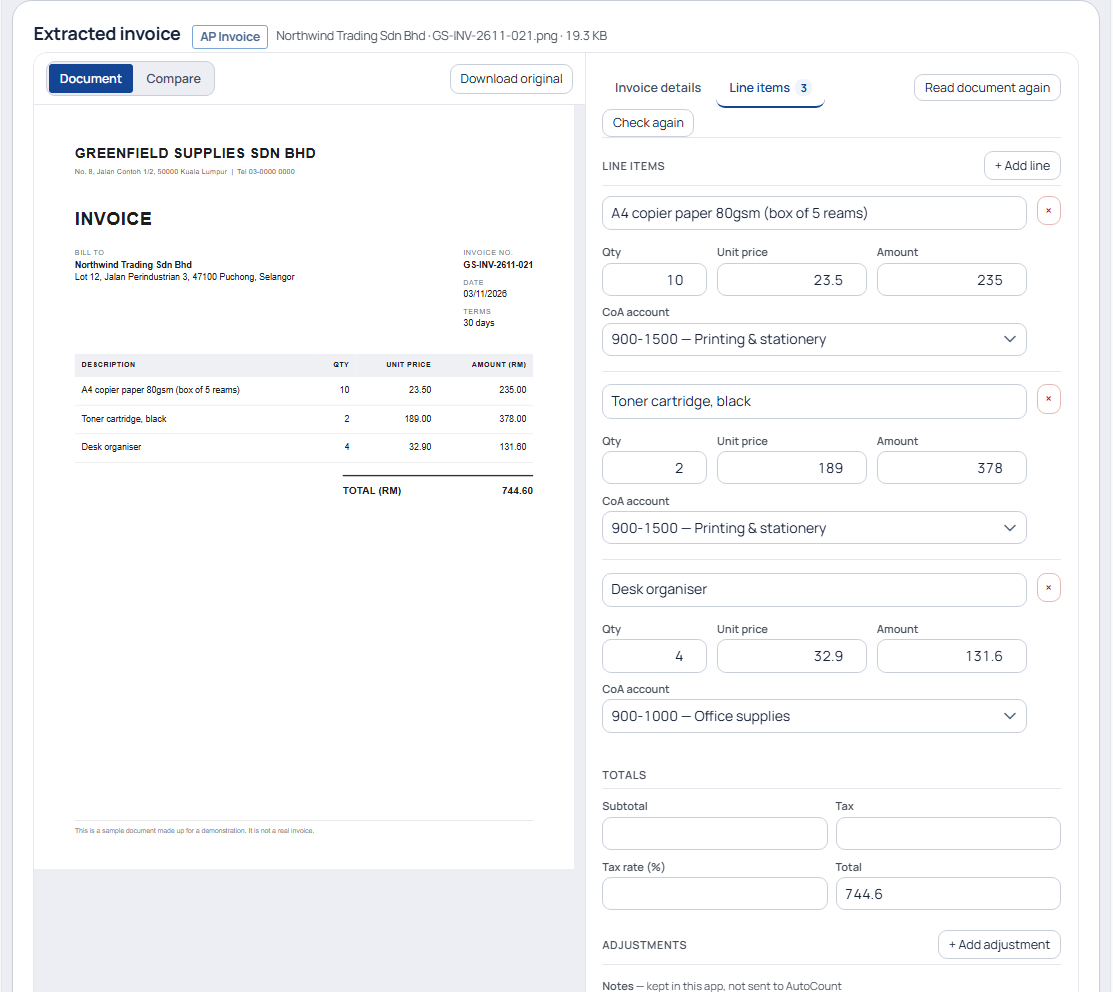 Extracted invoice AP Invoice Northwind Trading Sdn Bhd · GS-INV-2611-021.png · 19.3 KB
Document Compare Download original
GREENFIELD SUPPLIES SDN BHD
No. 8, Jalan Contoh 1/2, 50000 Kuala Lumpur | Tel 03-0000 0000
INVOICE
BILL TO
Northwind Trading Sdn Bhd
Lot 12, Jalan Perindustrian 3, 47100 Puchong, Selangor
INVOICE NO.
GS-INV-2611-021
DATE
03/11/2026
TERMS
30 days
DESCRIPTION QTY UNIT PRICE AMOUNT (RM)
A4 copier paper 80gsm (box of 5 reams) 10 23.50 235.00
Toner cartridge, black 2 189.00 378.00
Desk organiser 4 32.90 131.60
TOTAL (RM) 744.60
This is a sample document made up for a demonstration. It is not a real invoice.
Invoice details Line items 3 Read document again
Check again
LINE ITEMS + Add line
A4 copier paper 80gsm (box of 5 reams) ×
Qty Unit price Amount
10 23.5 235
CoA account
900-1500 — Printing & stationery
Toner cartridge, black ×
Qty Unit price Amount
2 189 378
CoA account
900-1500 — Printing & stationery
Desk organiser ×
Qty Unit price Amount
4 32.9 131.6
CoA account
900-1000 — Office supplies
TOTALS
Subtotal Tax
Tax rate (%) Total
744.6
ADJUSTMENTS + Add adjustment
Notes — kept in this app, not sent to AutoCount